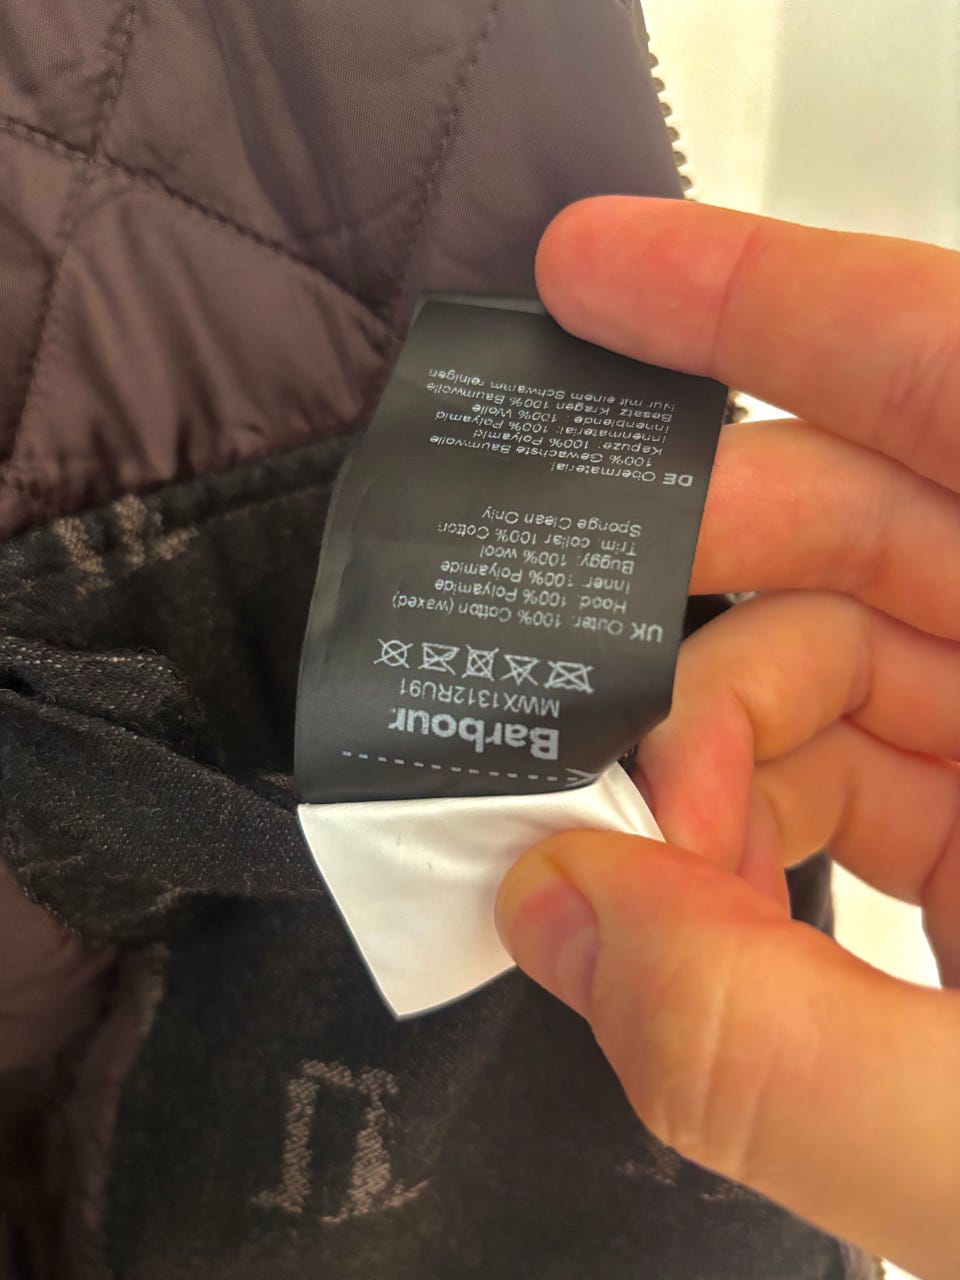 Barbour.
MWX1312RU91
UK Outer: 100% Cotton (waxed)
Hood: 100% Polyamide
Inner: 100% Polyamide
Buggy: 100% wool
Trim. collar 100% Cotton
Sponge Clean Only
DE Obermaterial:
100% Gewachste Baumwolle
Kapuze: 100% Polyamid
Innenmaterial: 100% Polyamid
Innenblende: 100% Wolle
Besatz Kragen 100% Baumwolle
Nur mit einem Schwamm reinigen